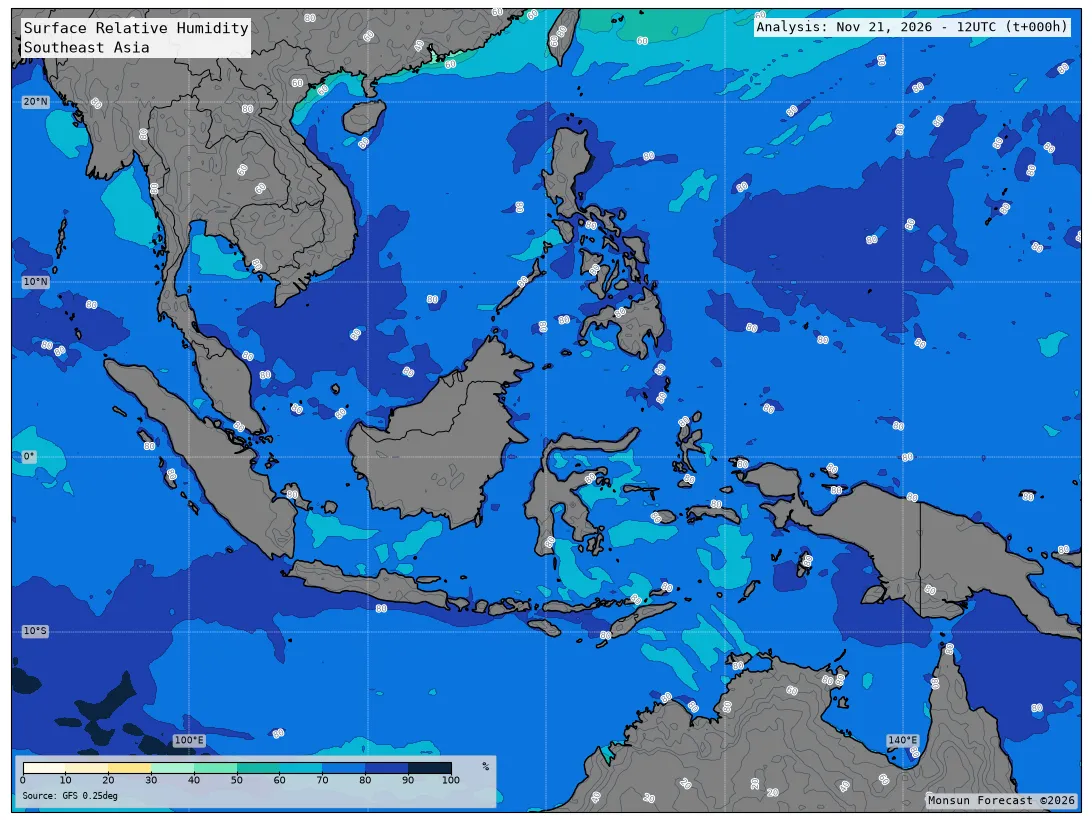 Surface Relative Humidity
Southeast Asia
Analysis: Nov 21, 2026 - 12UTC (t+000h)
20°N
10°N
0°
10°S
100°E
140°E
0 10 20 30 40 50 60 70 80 90 100
%
Source: GFS 0.25deg
Monsun Forecast ©2026